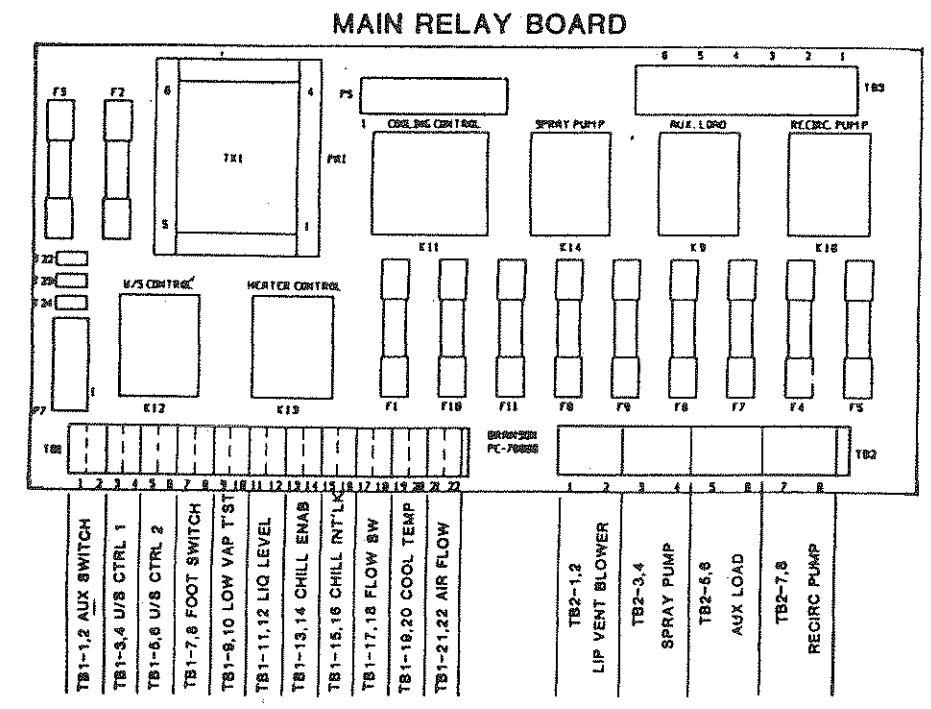 MAIN RELAY BOARD
6 5 4 3 2 1
F3 F2 6 4 P5 TB3
1 COOLING CONTROL SPRAY PUMP AUX. LOAD RECIRC. PUMP
TX1 PR1
5 1
K11 K14 K9 K16
U/S CONTROL HEATER CONTROL
1
P7 K12 K13 F1 F10 F11 F8 F9 F6 F7 F4 F5
TB1 BRANSON TB2
1 2 3 4 5 6 7 8 9 10 11 12 13 14 15 16 17 18 19 20 21 22 1 2 3 4 5 6 7 8
TB1-1,2 AUX SWITCH
TB1-3,4 U/S CTRL 1
TB1-5,6 U/S CTRL 2
TB1-7,8 FOOT SWITCH
TB1-9,10 LOW VAP T'ST
TB1-11,12 LIQ LEVEL
TB1-13,14 CHILL ENAB
TB1-15,16 CHILL INT'LK
TB1-17,18 FLOW SW
TB1-19,20 COOL TEMP
TB1-21,22 AIR FLOW
TB2-1,2
LIP VENT BLOWER
TB2-3,4
SPRAY PUMP
TB2-5,6
AUX LOAD
TB2-7,8
RECIRC PUMP